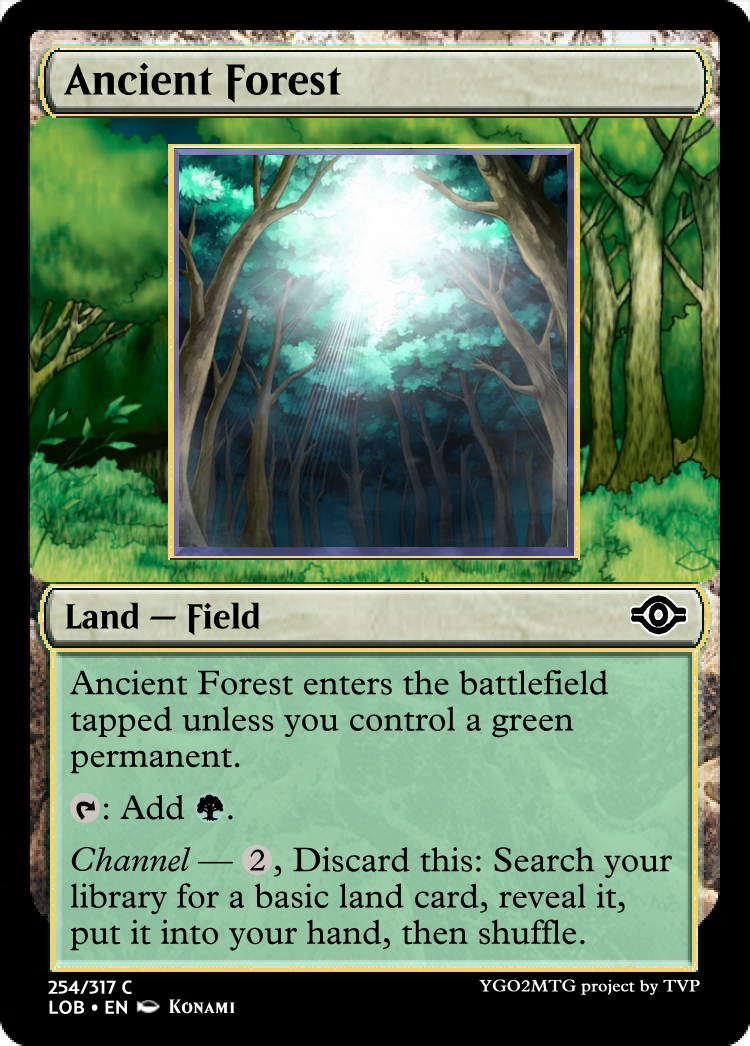 Ancient Forest
Land — Field
Ancient Forest enters the battlefield
tapped unless you control a green
permanent.
: Add .
Channel — 2, Discard this: Search your
library for a basic land card, reveal it,
put it into your hand, then shuffle.
254/317 C
YGO2MTG project by TVP
LOB • EN Konami